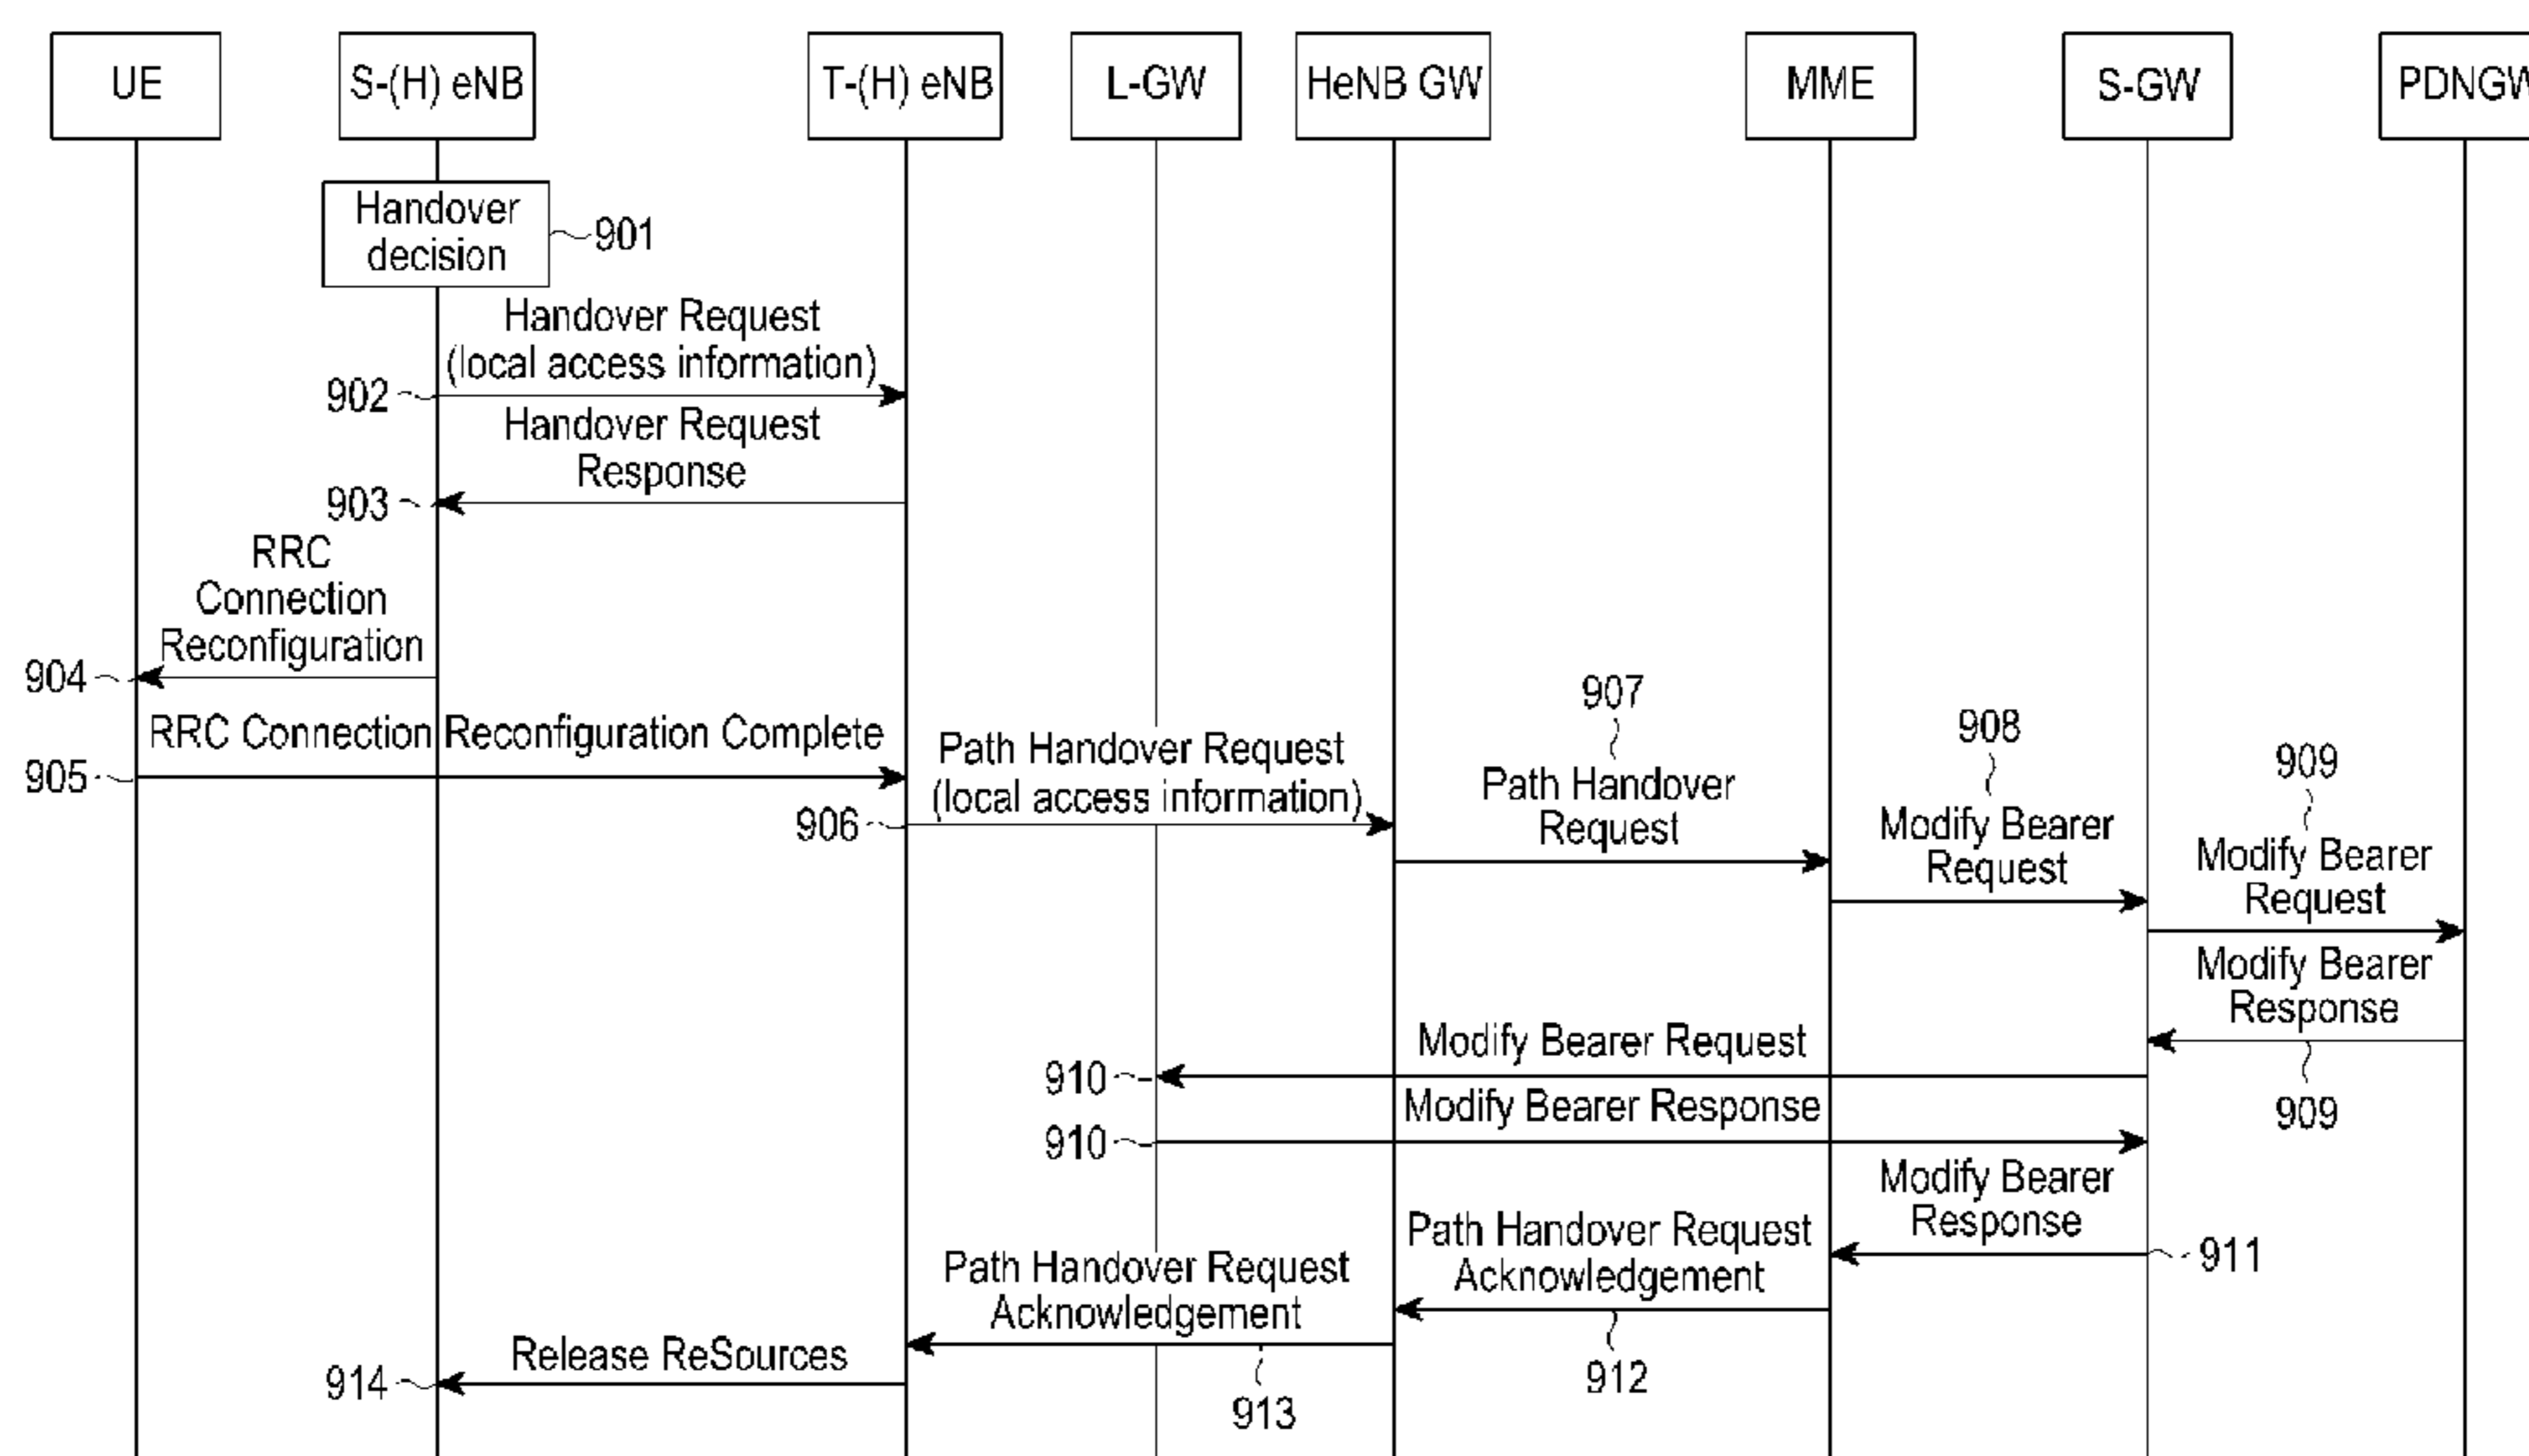 UE
S-(H) eNB
T-(H) eNB
L-GW
HeNB GW
MME
S-GW
PDNGW
Handover
decision
901
Handover Request
(local access information)
902
Handover Request
Response
903
RRC
Connection
Reconfiguration
904
RRC Connection Reconfiguration Complete
905
Path Handover Request
(local access information)
906
907
Path Handover
Request
908
Modify Bearer
Request
909
Modify Bearer
Request
Modify Bearer
Response
909
Modify Bearer Request
910
Modify Bearer Response
910
Modify Bearer
Response
911
Path Handover Request
Acknowledgement
912
Path Handover Request
Acknowledgement
913
Release ReSources
914